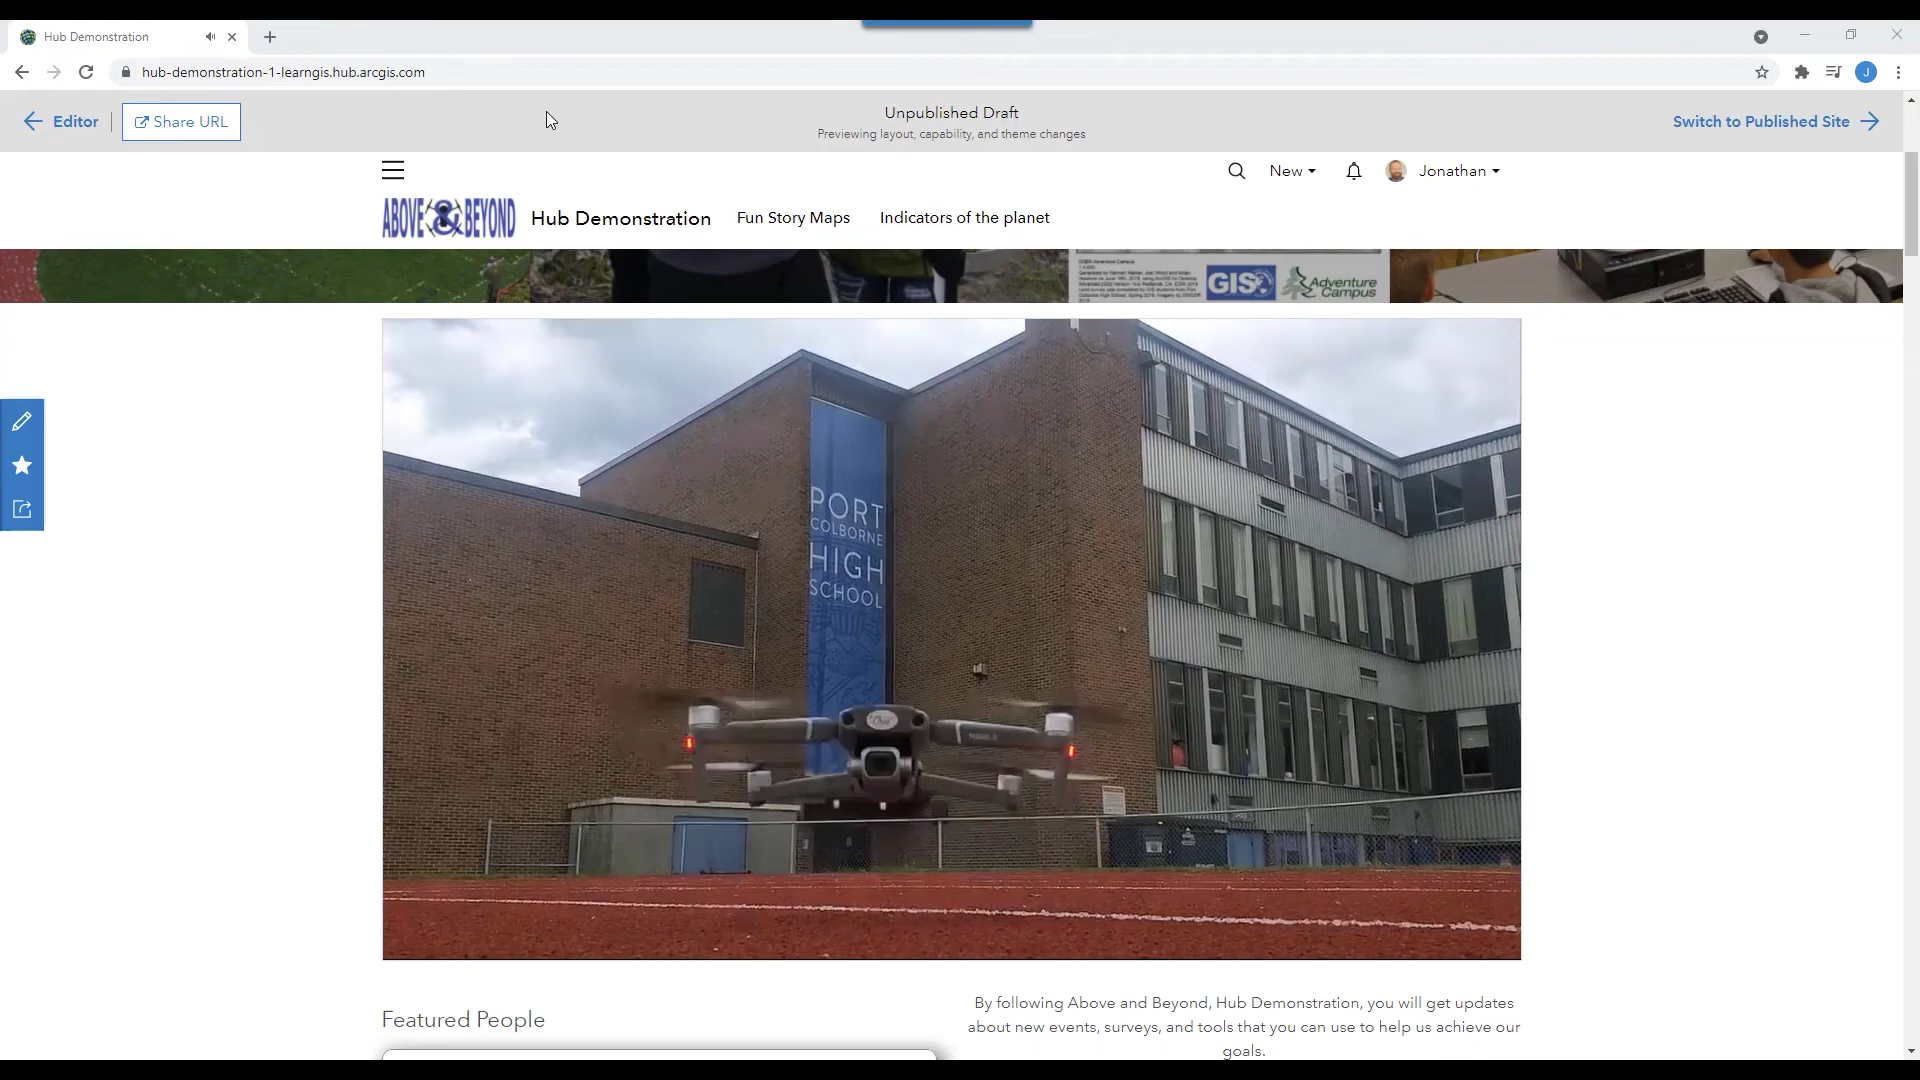 Hub Demonstration
hub-demonstration-1-learngis.hub.arcgis.com
J
Editor
Share URL
Unpublished Draft
Previewing layout, capability, and theme changes
Switch to Published Site
New
Jonathan
ABOVE & BEYOND
Hub Demonstration
Fun Story Maps
Indicators of the planet
GIS
Adventure
Campus
PORT
COLBORNE
HIGH
SCHOOL
Featured People
By following Above and Beyond, Hub Demonstration, you will get updates
about new events, surveys, and tools that you can use to help us achieve our
goals.